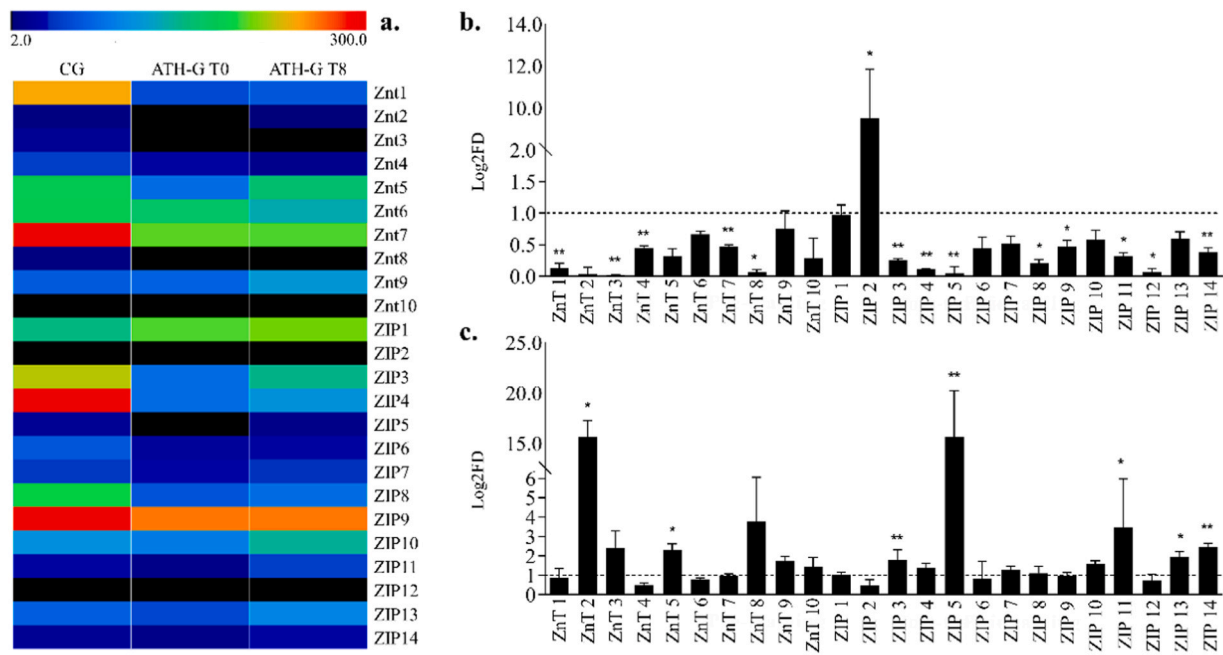 a.
2.0 300.0
CG ATH-G T0 ATH-G T8
Znt1
Znt2
Znt3
Znt4
Znt5
Znt6
Znt7
Znt8
Znt9
Znt10
ZIP1
ZIP2
ZIP3
ZIP4
ZIP5
ZIP6
ZIP7
ZIP8
ZIP9
ZIP10
ZIP11
ZIP12
ZIP13
ZIP14
b.
Log2FD
14.0
12.0
10.0
2.0
1.5
1.0
0.5
0.0
** ** ** ** * * ** ** ** * * * * **
ZnT 1 ZnT 2 ZnT 3 ZnT 4 ZnT 5 ZnT 6 ZnT 7 ZnT 8 ZnT 9 ZnT 10 ZIP 1 ZIP 2 ZIP 3 ZIP 4 ZIP 5 ZIP 6 ZIP 7 ZIP 8 ZIP 9 ZIP 10 ZIP 11 ZIP 12 ZIP 13 ZIP 14
c.
Log2FD
25.0
20.0
15.0
6
5
4
3
2
1
0
* * ** ** * * **
ZnT 1 ZnT 2 ZnT 3 ZnT 4 ZnT 5 ZnT 6 ZnT 7 ZnT 8 ZnT 9 ZnT 10 ZIP 1 ZIP 2 ZIP 3 ZIP 4 ZIP 5 ZIP 6 ZIP 7 ZIP 8 ZIP 9 ZIP 10 ZIP 11 ZIP 12 ZIP 13 ZIP 14